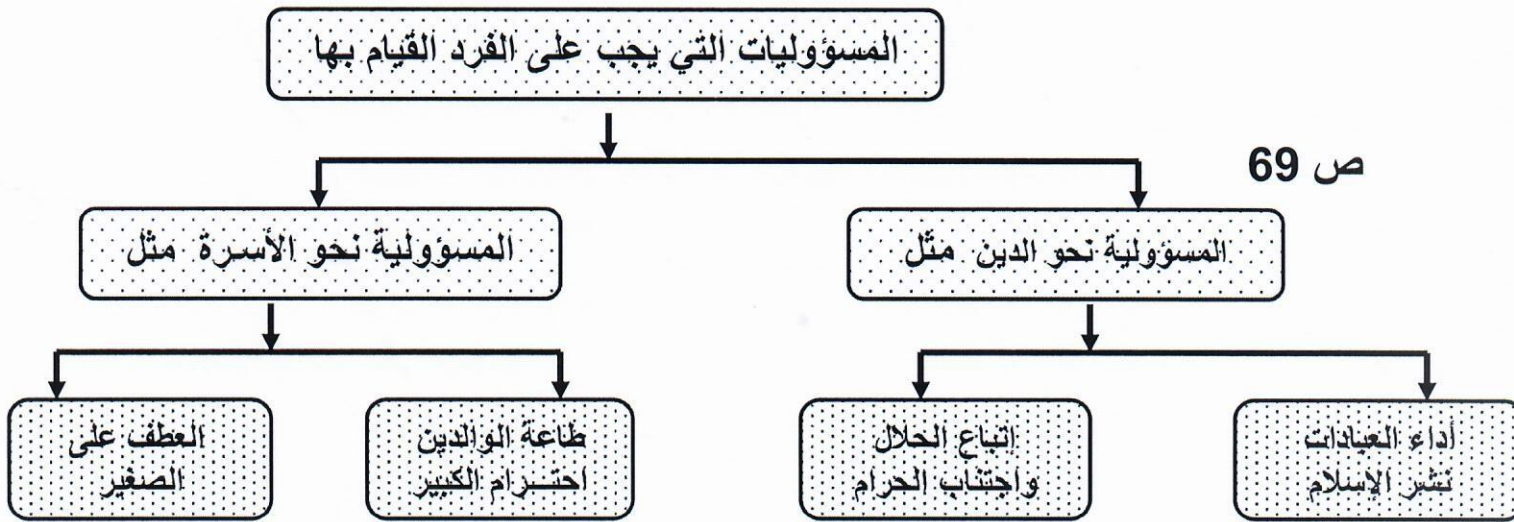 المسؤوليات التي يجب على الفرد القيام بها
ص 69
المسؤولية نحو الدين مثل
المسؤولية نحو الأسرة مثل
أداء العبادات
نشر الإسلام
إتباع الحلال
واجتناب الحرام
طاعة الوالدين
احترام الكبير
العطف على
الصغير